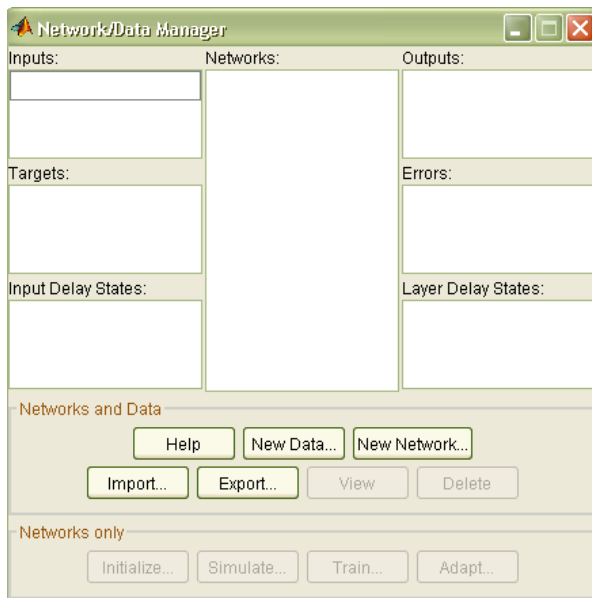 Network/Data Manager
Inputs: Networks: Outputs:
Targets: Errors:
Input Delay States: Layer Delay States:
Networks and Data
Help New Data... New Network...
Import... Export... View Delete
Networks only
Initialize... Simulate... Train... Adapt...